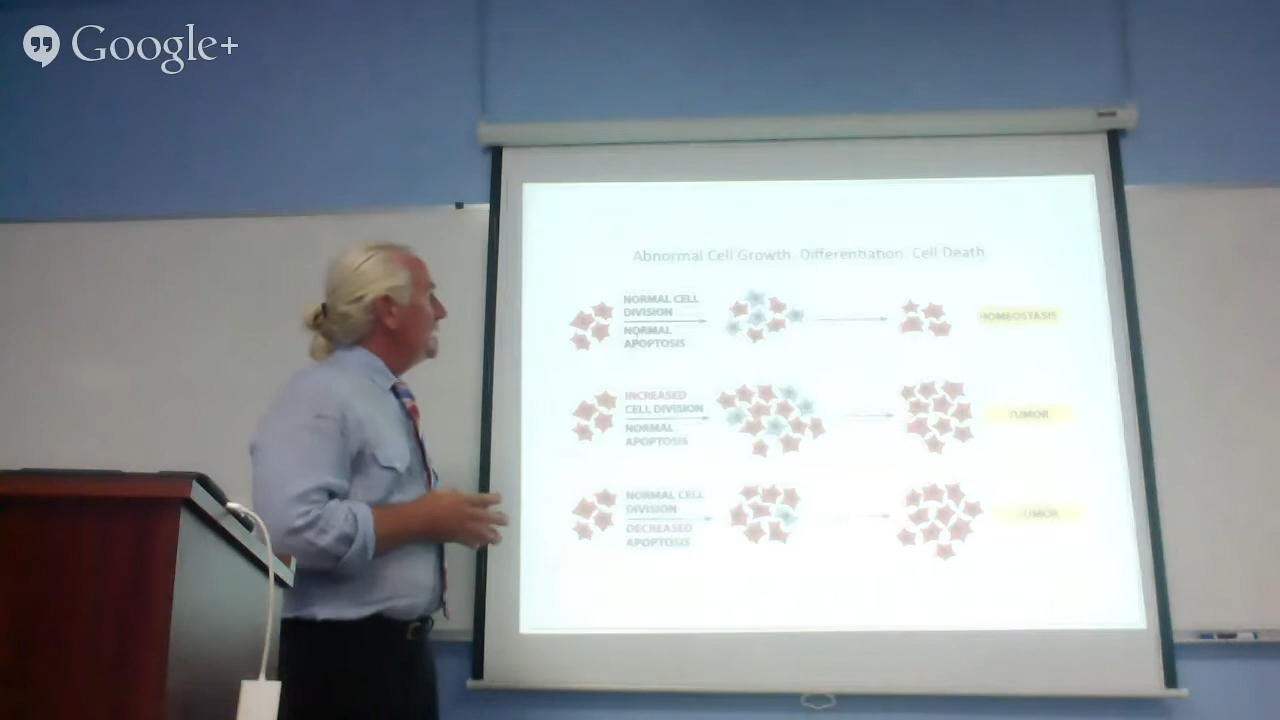 Google+
Abnormal Cell Growth Differentiation Cell Death
NORMAL CELL
DIVISION
NORMAL
APOPTOSIS
HOMEOSTASIS
INCREASED
CELL DIVISION
NORMAL
APOPTOSIS
TUMOR
NORMAL CELL
DIVISION
DECREASED
APOPTOSIS
TUMOR